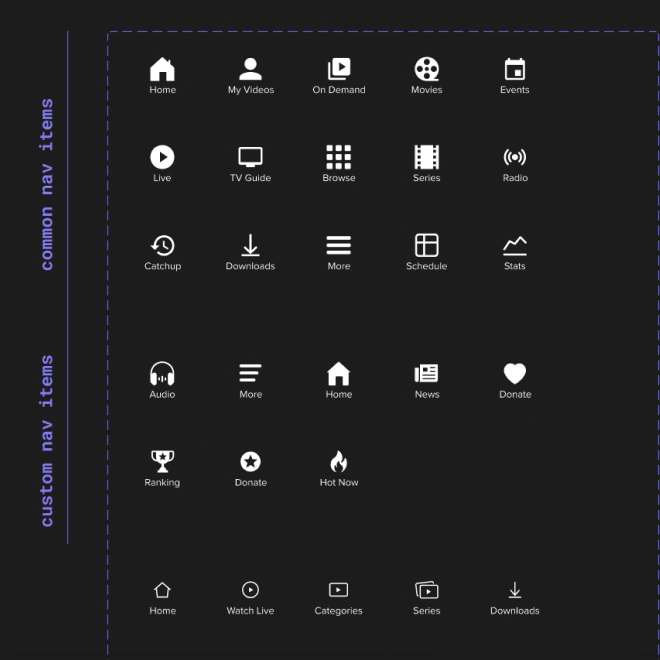 common nav items
Home
My Videos
On Demand
Movies
Events
Live
TV Guide
Browse
Series
Radio
Catchup
Downloads
More
Schedule
Stats
custom nav items
Audio
More
Home
News
Donate
Ranking
Donate
Hot Now
Home
Watch Live
Categories
Series
Downloads